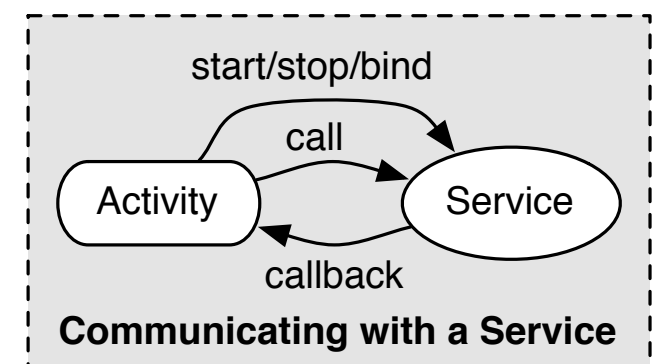 start/stop/bind
call
Activity
Service
callback
Communicating with a Service